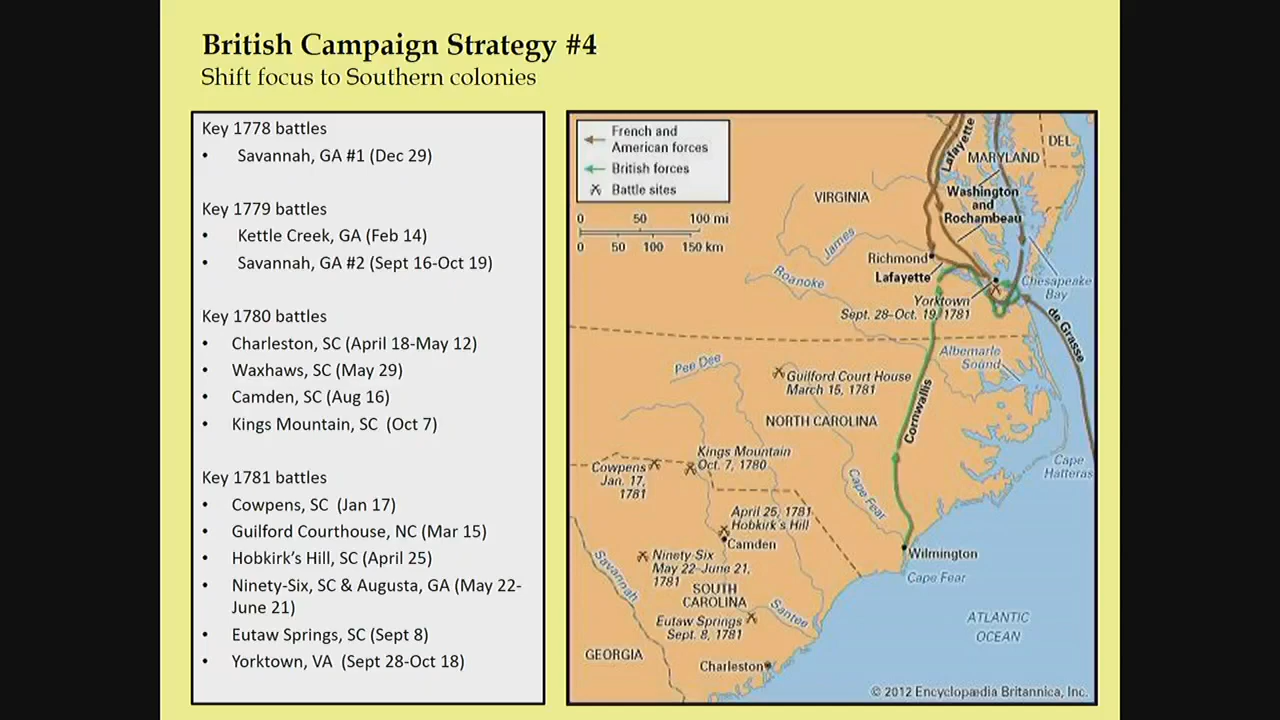 British Campaign Strategy #4
Shift focus to Southern colonies
Key 1778 battles
• Savannah, GA #1 (Dec 29)
Key 1779 battles
• Kettle Creek, GA (Feb 14)
• Savannah, GA #2 (Sept 16-Oct 19)
Key 1780 battles
• Charleston, SC (April 18-May 12)
• Waxhaws, SC (May 29)
• Camden, SC (Aug 16)
• Kings Mountain, SC (Oct 7)
Key 1781 battles
• Cowpens, SC (Jan 17)
• Guilford Courthouse, NC (Mar 15)
• Hobkirk's Hill, SC (April 25)
• Ninety-Six, SC & Augusta, GA (May 22-
June 21)
• Eutaw Springs, SC (Sept 8)
• Yorktown, VA (Sept 28-Oct 18)
French and
American forces
British forces
Battle sites
0 50 100 mi
0 50 100 150 km
Lafayette
MARYLAND
DEL.
VIRGINIA
Washington
and
Rochambeau
James
Richmond
Lafayette
Roanoke
Chesapeake
Bay
Yorktown
Sept. 28–Oct. 19, 1781
de Grasse
Albemarle
Sound
Pee Dee
Guilford Court House
March 15, 1781
NORTH CAROLINA
Cornwallis
Kings Mountain
Oct. 7, 1780
Cowpens
Jan. 17,
1781
Cape
Hatteras
Cape Fear
April 25, 1781
Hobkirk's Hill
Camden
Wilmington
Cape Fear
Savannah
Ninety-Six
May 22–June 21,
1781
SOUTH
CAROLINA
Santee
Eutaw Springs
Sept. 8, 1781
ATLANTIC
OCEAN
GEORGIA
Charleston
© 2012 Encyclopædia Britannica, Inc.